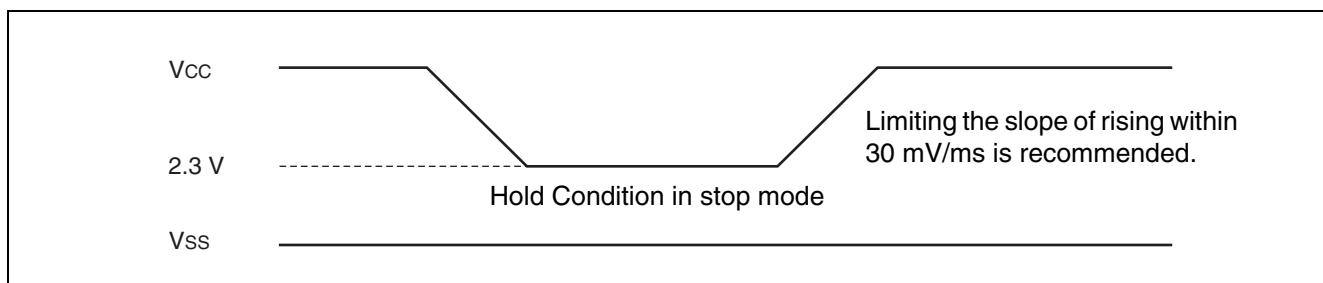 Vcc
Limiting the slope of rising within
30 mV/ms is recommended.
2.3 V
Hold Condition in stop mode
Vss